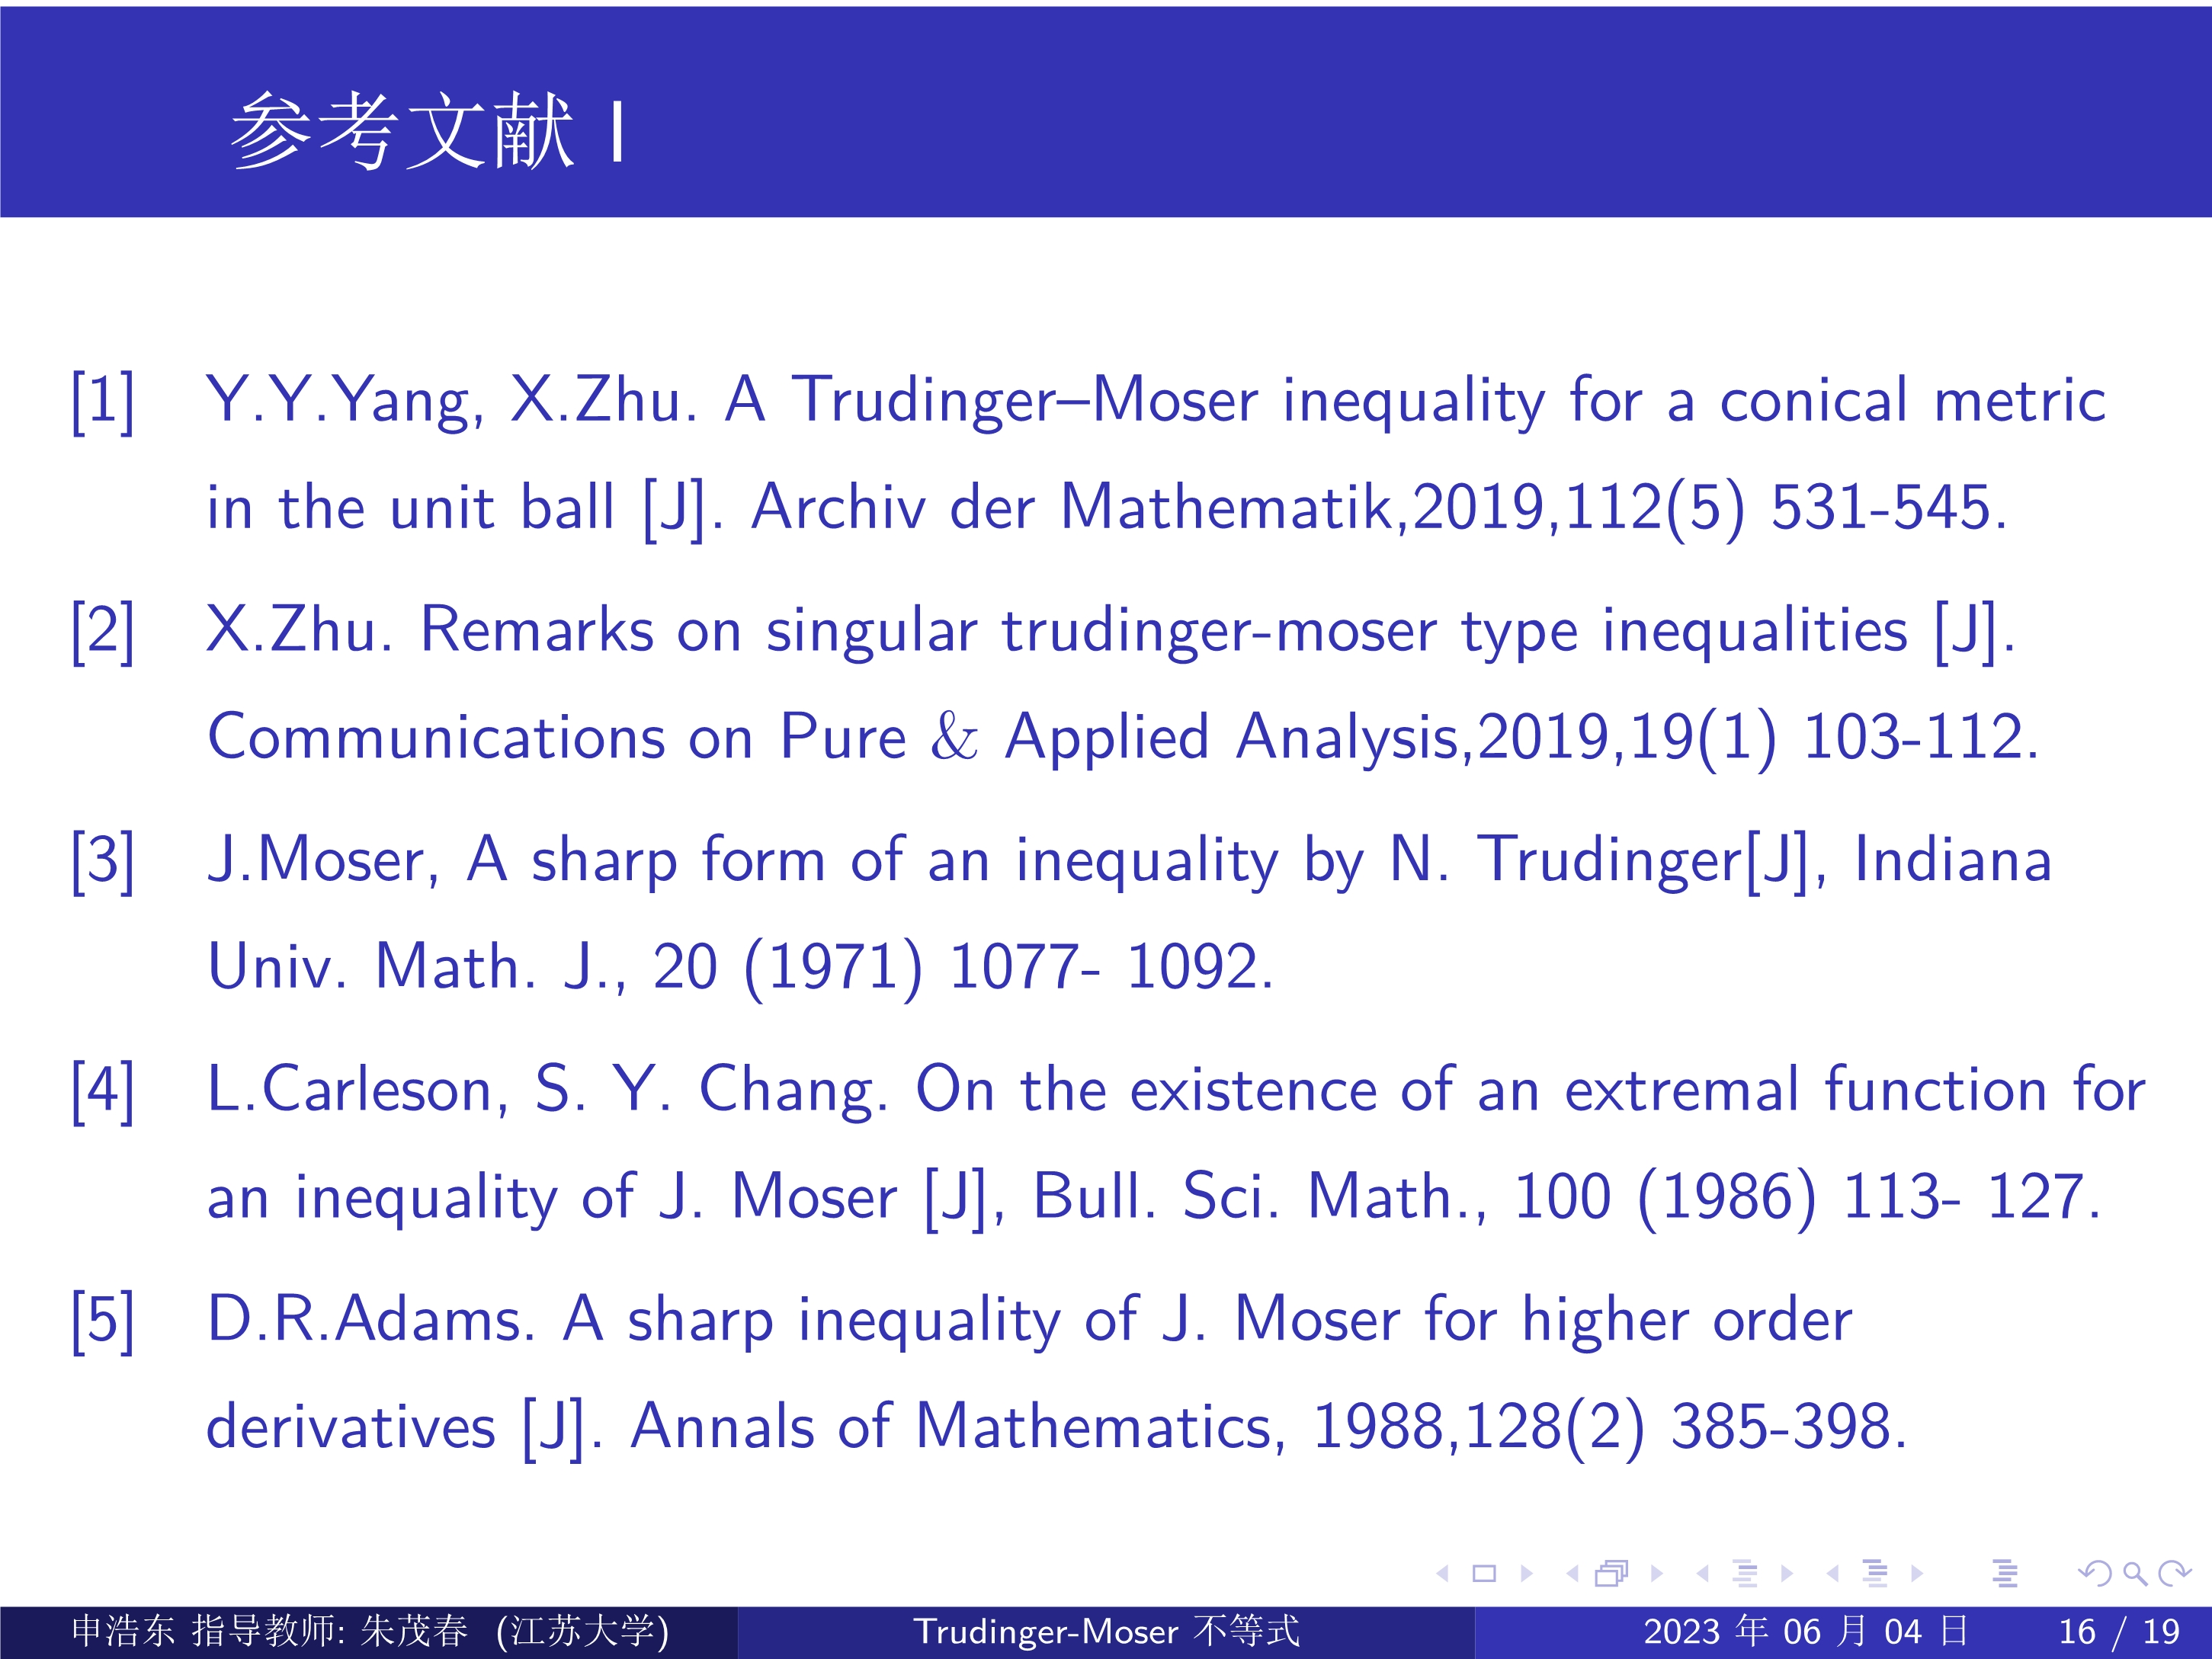 参考文献 I
[1] Y.Y.Yang, X.Zhu. A Trudinger–Moser inequality for a conical metric
in the unit ball [J]. Archiv der Mathematik,2019,112(5) 531-545.
[2] X.Zhu. Remarks on singular trudinger-moser type inequalities [J].
Communications on Pure & Applied Analysis,2019,19(1) 103-112.
[3] J.Moser, A sharp form of an inequality by N. Trudinger[J], Indiana
Univ. Math. J., 20 (1971) 1077- 1092.
[4] L.Carleson, S. Y. Chang. On the existence of an extremal function for
an inequality of J. Moser [J], Bull. Sci. Math., 100 (1986) 113- 127.
[5] D.R.Adams. A sharp inequality of J. Moser for higher order
derivatives [J]. Annals of Mathematics, 1988,128(2) 385-398.
申浩东 指导教师: 朱茂春 (江苏大学) Trudinger-Moser 不等式 2023 年 06 月 04 日 16 / 19